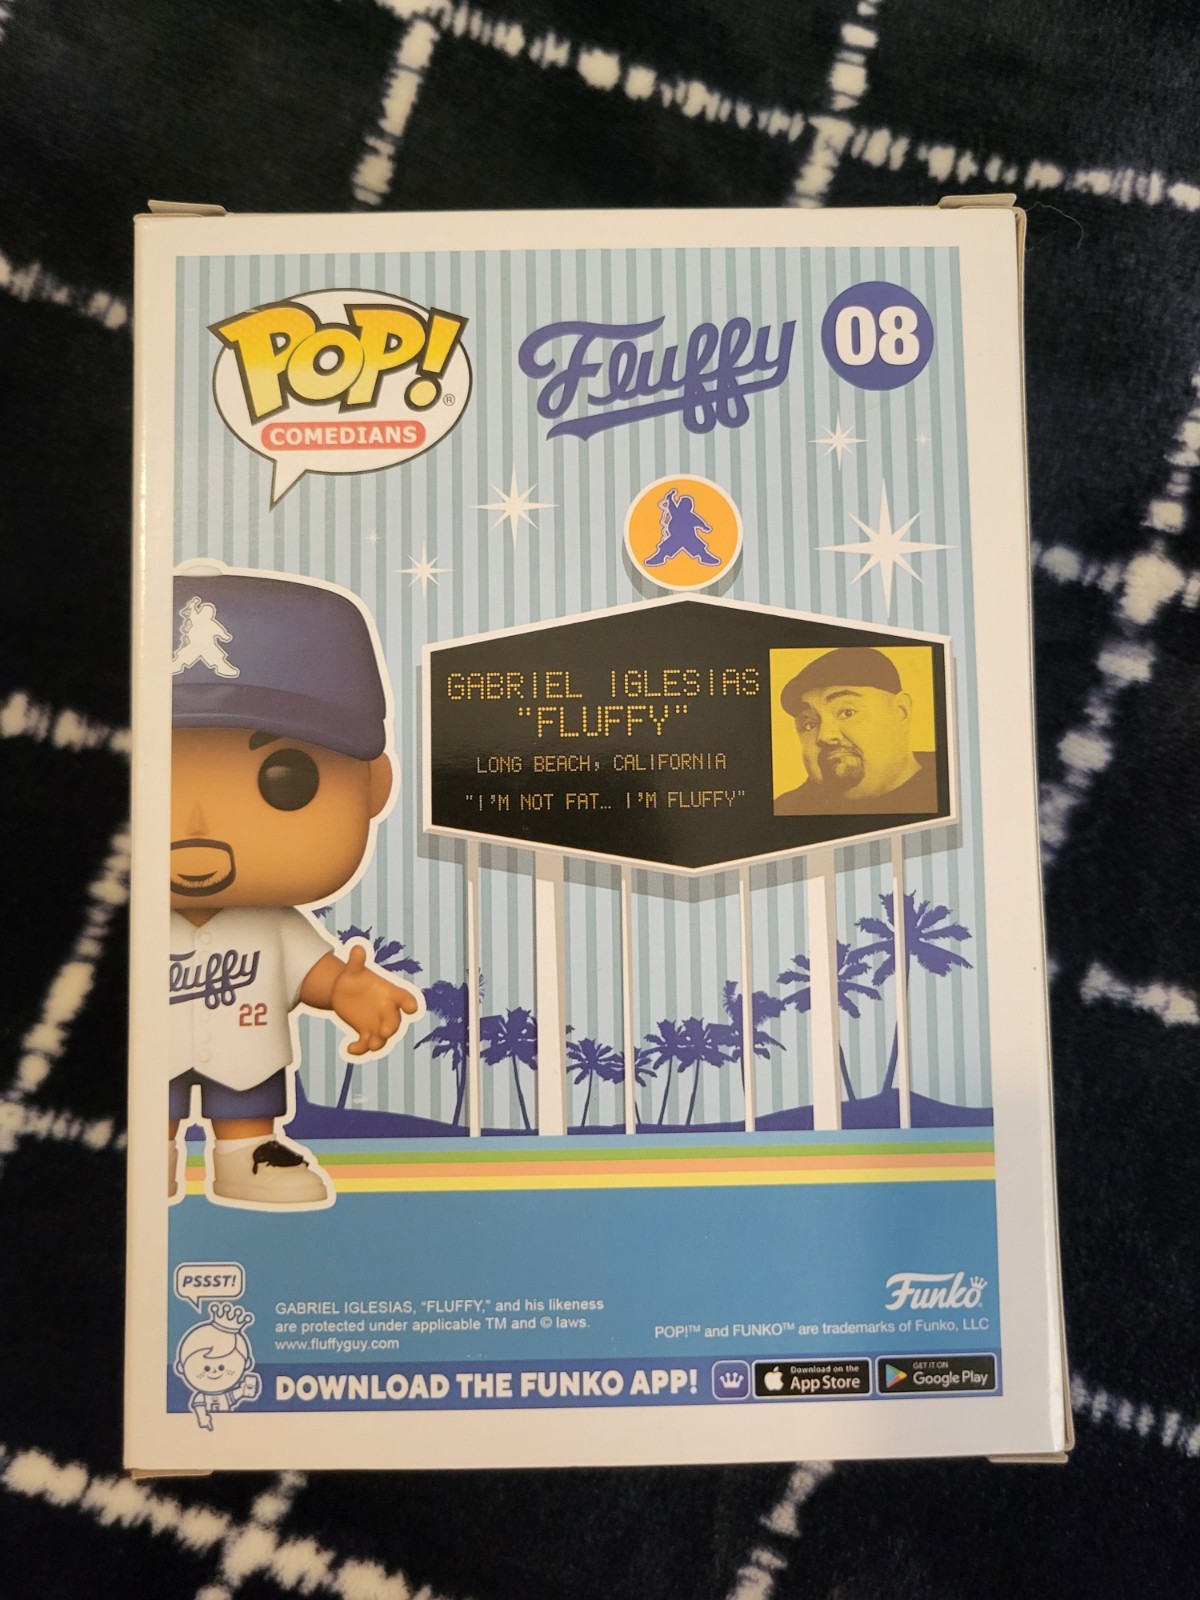 POP!®
COMEDIANS
Fluffy
08
GABRIEL IGLESIAS
"FLUFFY"
LONG BEACH, CALIFORNIA
"I'M NOT FAT... I'M FLUFFY"
luffy
22
PSSST!
GABRIEL IGLESIAS, "FLUFFY," and his likeness
are protected under applicable TM and © laws.
www.fluffyguy.com
Funko®
POP!™ and FUNKO™ are trademarks of Funko, LLC
DOWNLOAD THE FUNKO APP!
Download on the
App Store
GET IT ON
Google Play